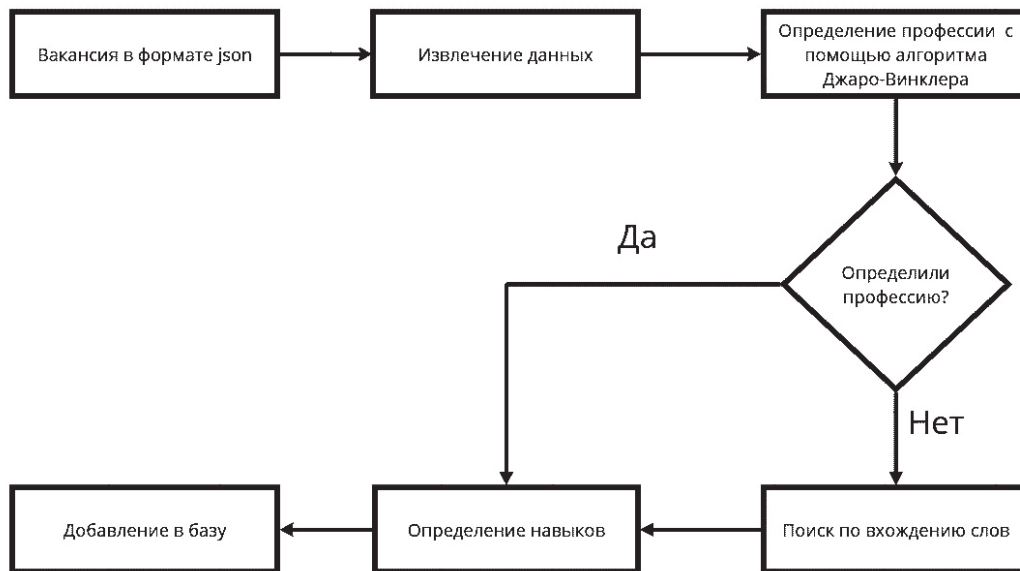 Вакансия в формате json
Извлечение данных
Определение профессии с
помощью алгоритма
Джаро-Винклера
Определили
профессию?
Да
Нет
Поиск по вхождению слов
Определение навыков
Добавление в базу